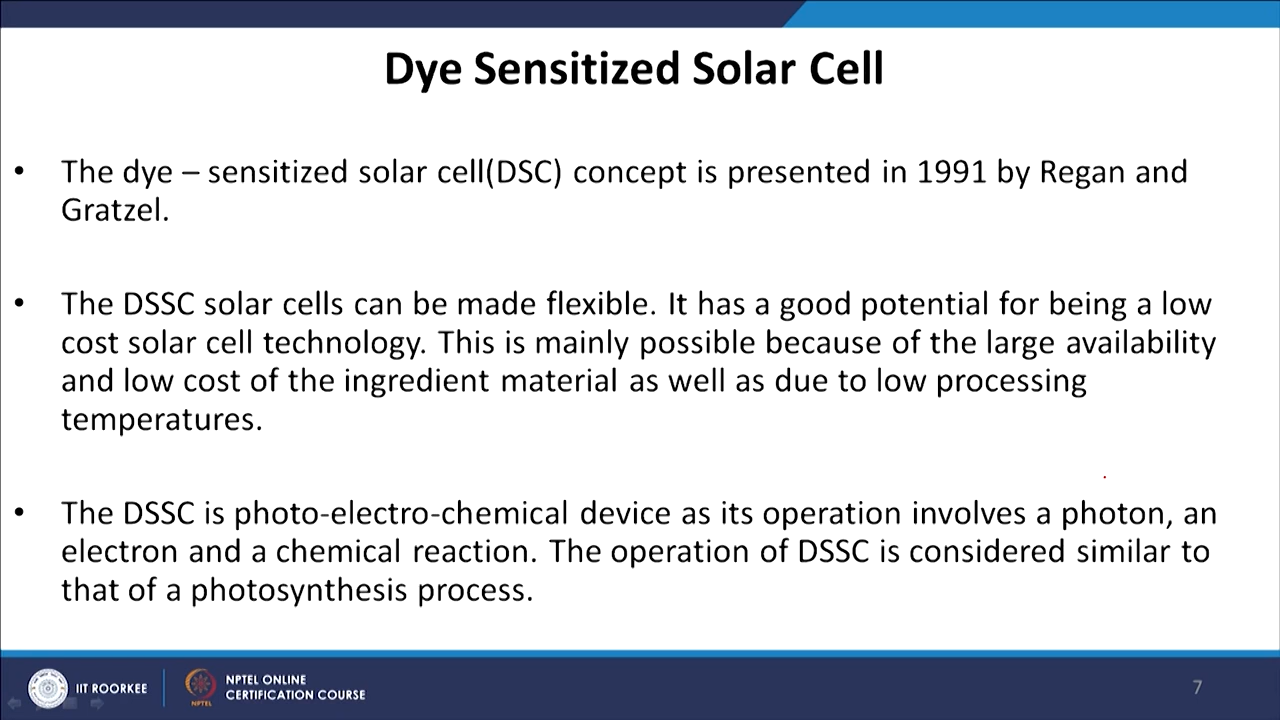 Dye Sensitized Solar Cell
• The dye – sensitized solar cell(DSC) concept is presented in 1991 by Regan and
Gratzel.
• The DSSC solar cells can be made flexible. It has a good potential for being a low
cost solar cell technology. This is mainly possible because of the large availability
and low cost of the ingredient material as well as due to low processing
temperatures.
• The DSSC is photo-electro-chemical device as its operation involves a photon, an
electron and a chemical reaction. The operation of DSSC is considered similar to
that of a photosynthesis process.
IIT ROORKEE
NPTEL
NPTEL ONLINE
CERTIFICATION COURSE
7